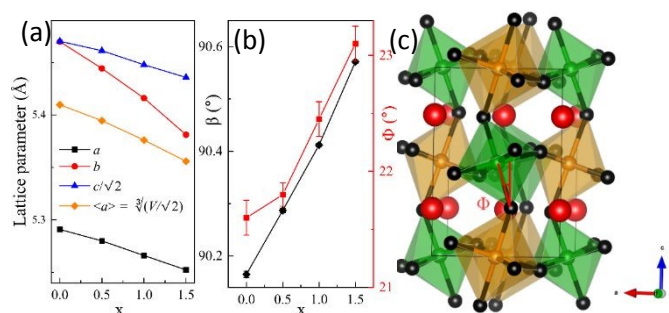 (a)
Lattice parameter (Å)
5.4
5.3
a
b
c/√2
<a> = ∛(V/√2)
0.0 0.5 1.0 1.5
x
(b)
β (°)
90.6
90.4
90.2
0.0 0.5 1.0 1.5
x
Φ (°)
23
22
21
(c)
Φ
a